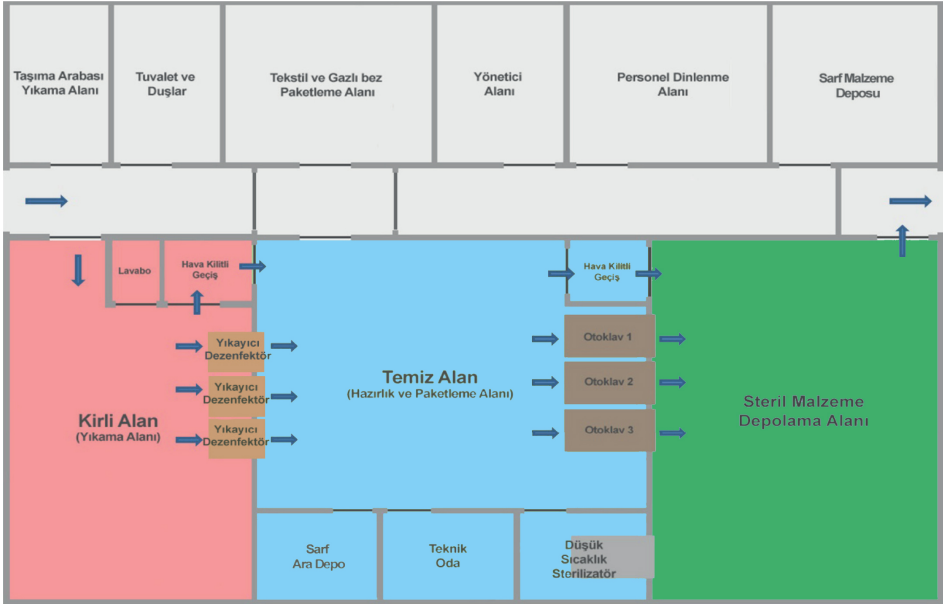 Taşıma Arabası
Yıkama Alanı
Tuvalet ve
Duşlar
Tekstil ve Gazlı bez
Paketleme Alanı
Yönetici
Alanı
Personel Dinlenme
Alanı
Sarf Malzeme
Deposu
Lavabo
Hava Kilitli
Geçiş
Hava Kilitli
Geçiş
Yıkayıcı
Dezenfektör
Yıkayıcı
Dezenfektör
Yıkayıcı
Dezenfektör
Kirli Alan
(Yıkama Alanı)
Temiz Alan
(Hazırlık ve Paketleme Alanı)
Otoklav 1
Otoklav 2
Otoklav 3
Steril Malzeme
Depolama Alanı
Sarf
Ara Depo
Teknik
Oda
Düşük
Sıcaklık
Sterilizatör